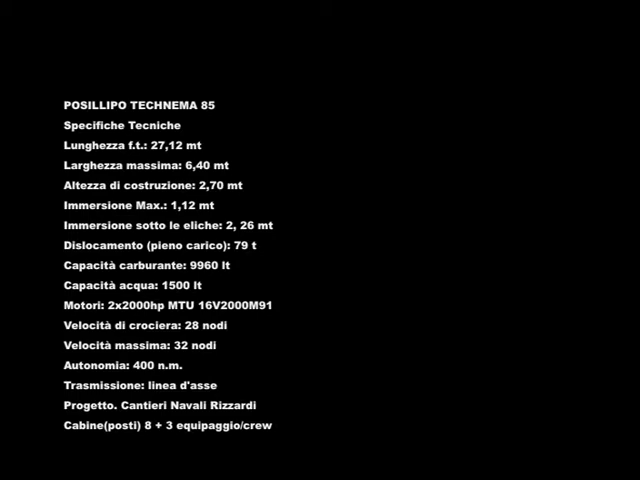 POSILLIPO TECHNEMA 85
Specifiche Tecniche
Lunghezza f.t.: 27,12 mt
Larghezza massima: 6,40 mt
Altezza di costruzione: 2,70 mt
Immersione Max.: 1,12 mt
Immersione sotto le eliche: 2, 26 mt
Dislocamento (pieno carico): 79 t
Capacità carburante: 9960 lt
Capacità acqua: 1500 lt
Motori: 2x2000hp MTU 16V2000M91
Velocità di crociera: 28 nodi
Velocità massima: 32 nodi
Autonomia: 400 n.m.
Trasmissione: linea d'asse
Progetto. Cantieri Navali Rizzardi
Cabine(posti) 8 + 3 equipaggio/crew